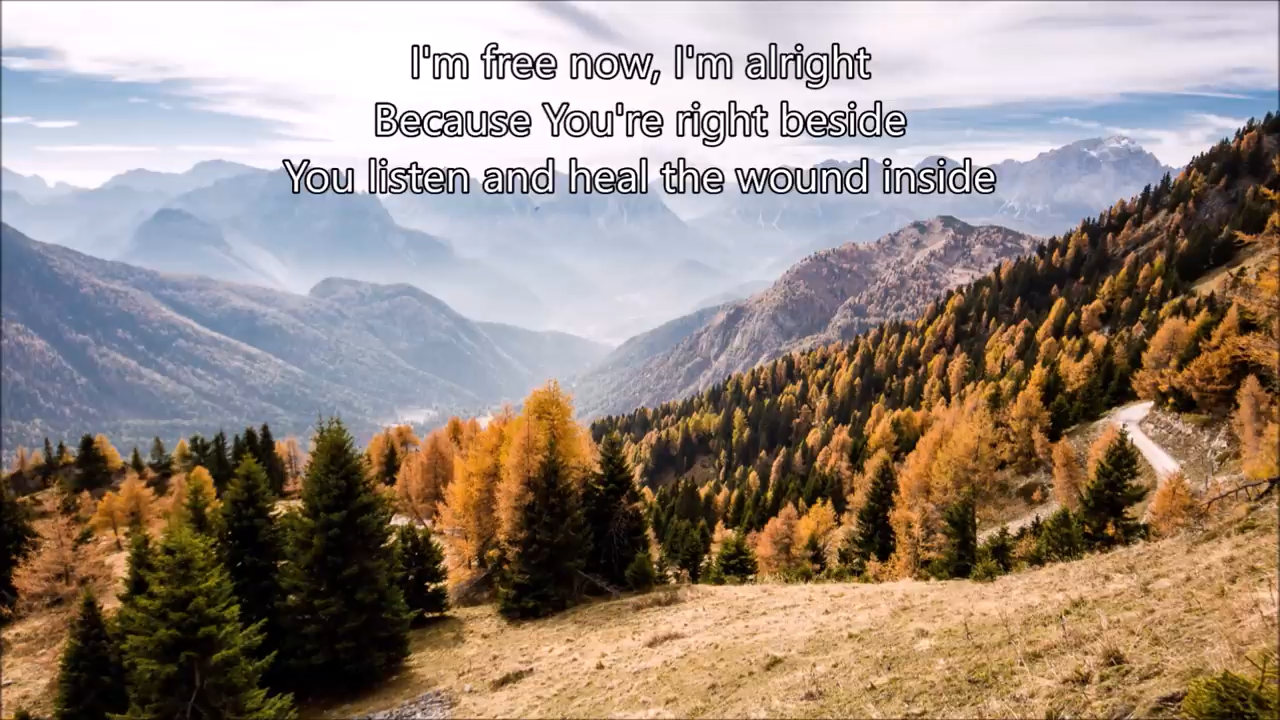 I'm free now, I'm alright
Because You're right beside
You listen and heal the wound inside